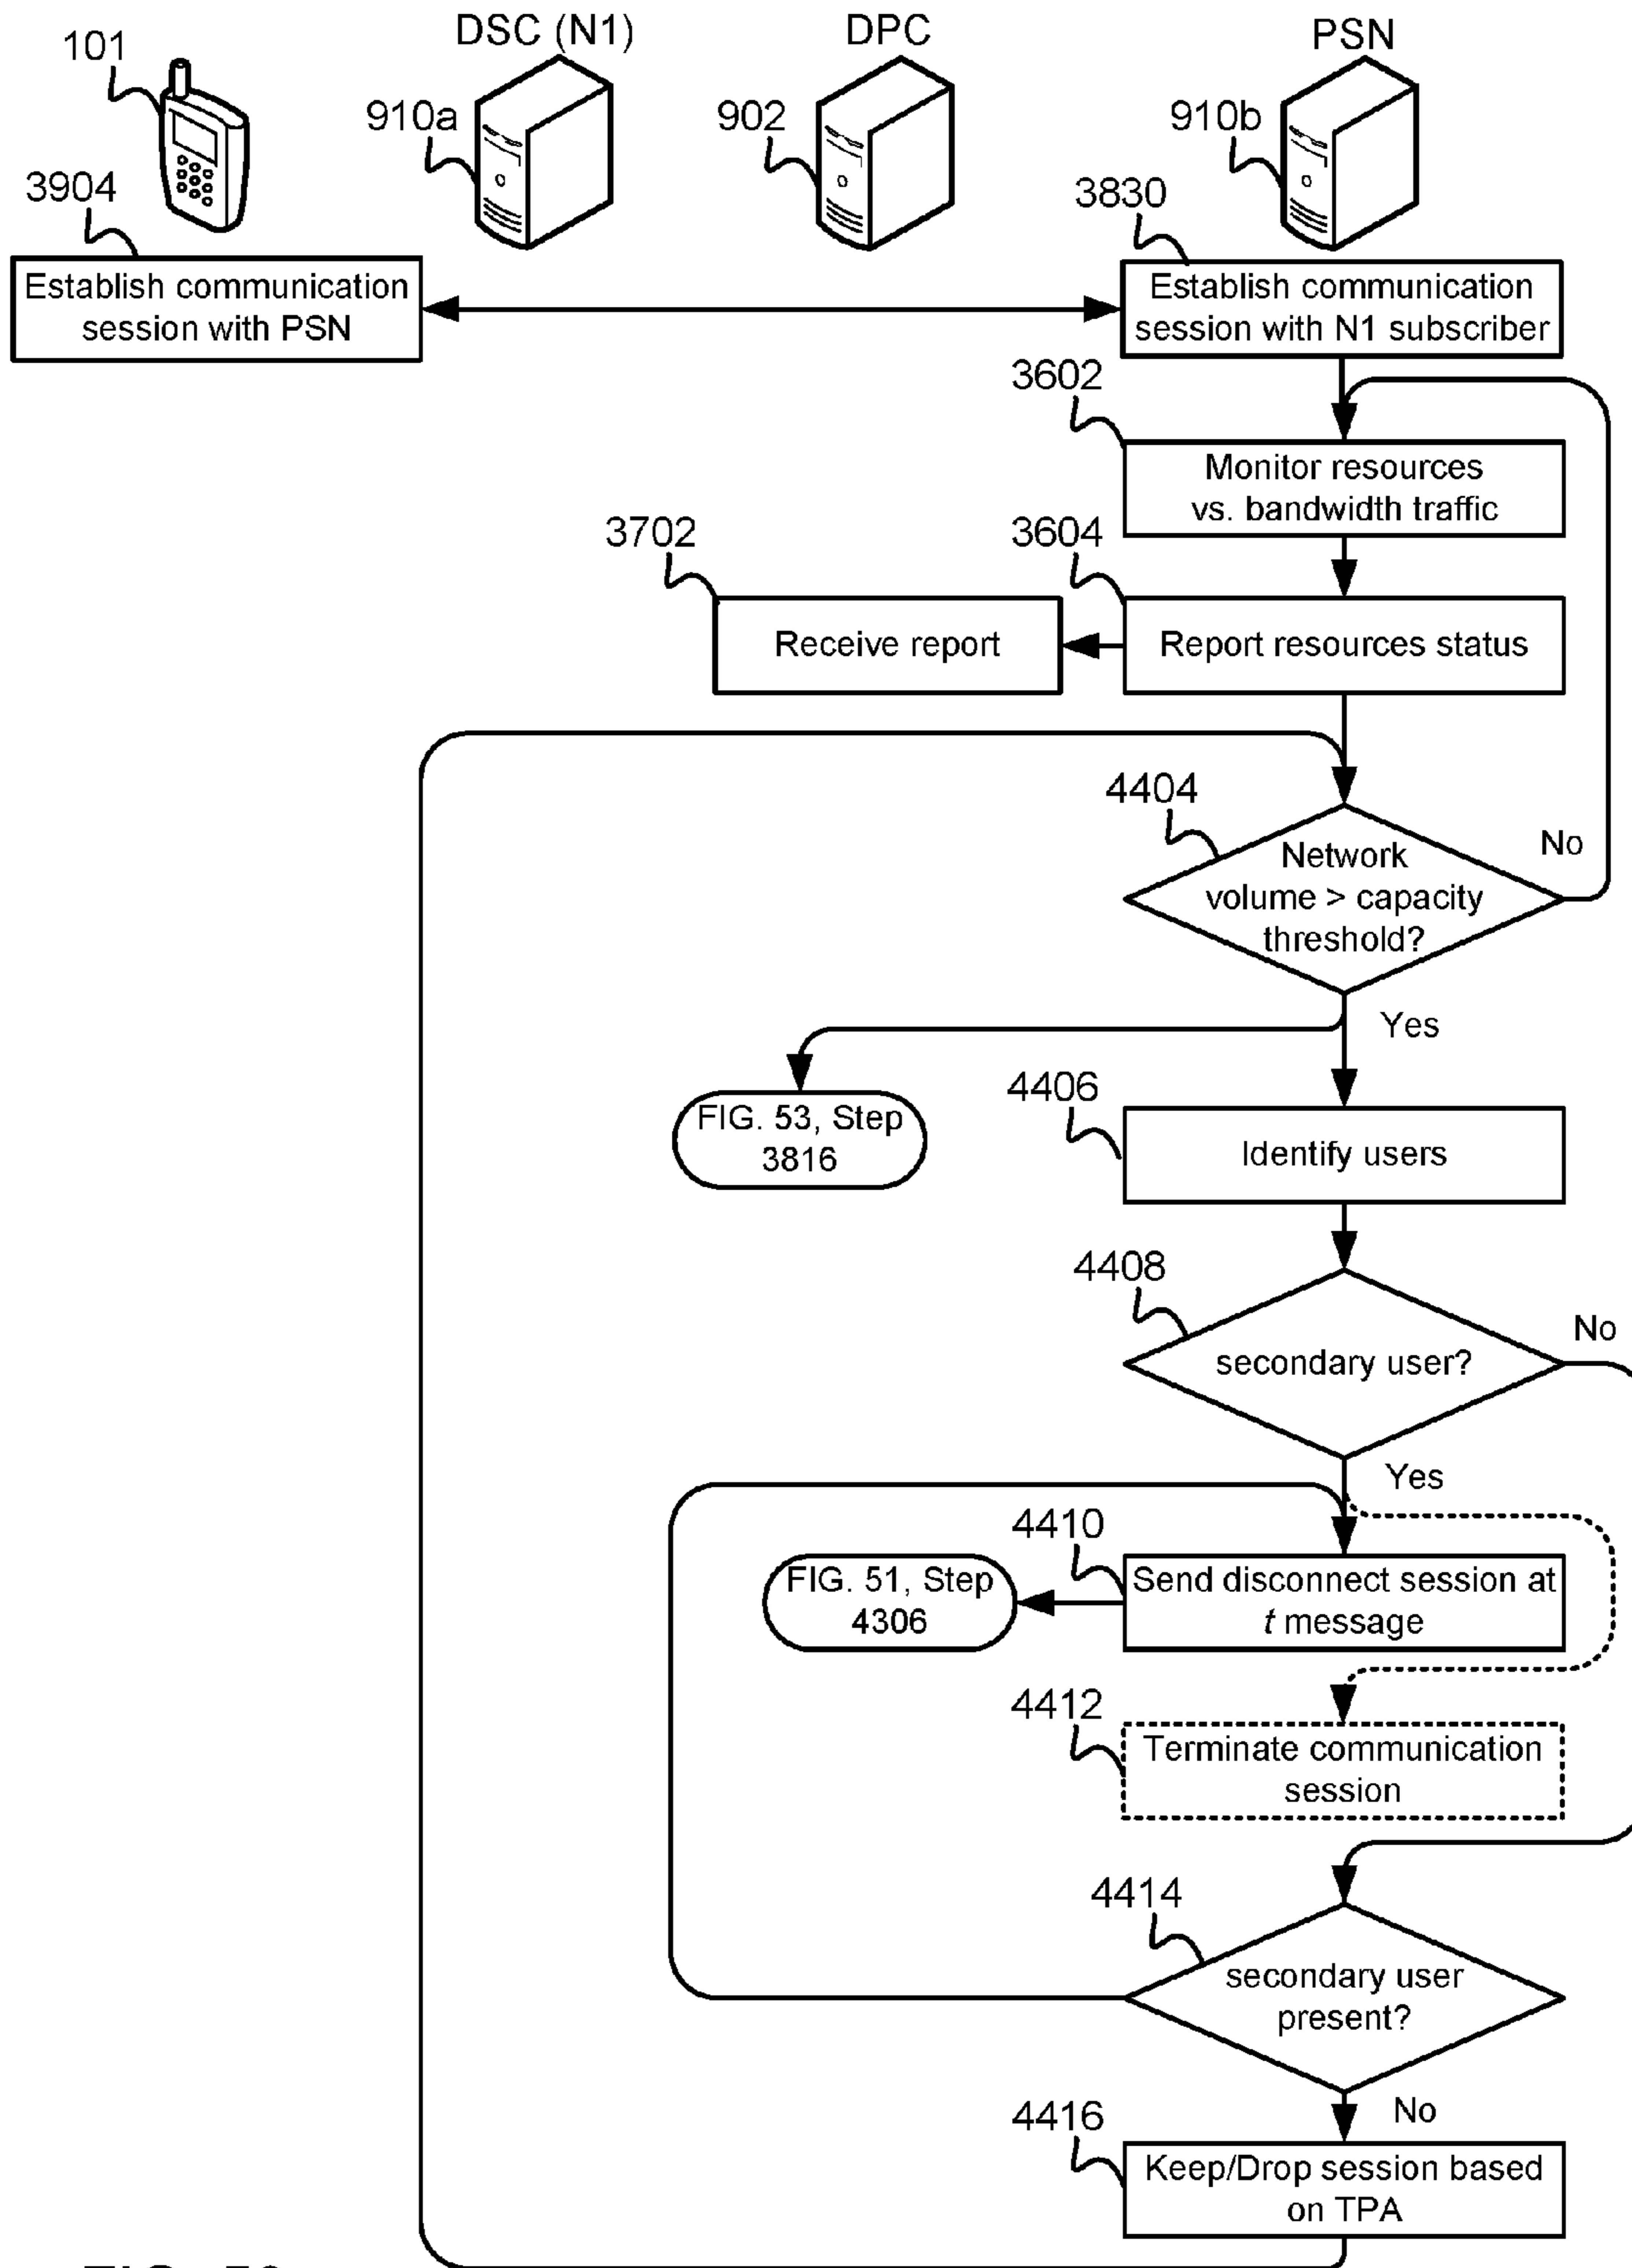 DSC (N1)
DPC
PSN
101
910a
902
910b
3904
3830
Establish communication
session with PSN
Establish communication
session with N1 subscriber
3602
Monitor resources
vs. bandwidth traffic
3702
3604
Receive report
Report resources status
4404
Network
volume > capacity
threshold?
No
Yes
FIG. 53, Step
3816
4406
Identify users
4408
secondary user?
No
Yes
4410
FIG. 51, Step
4306
Send disconnect session at
t message
4412
Terminate communication
session
4414
secondary user
present?
No
4416
Keep/Drop session based
on TPA